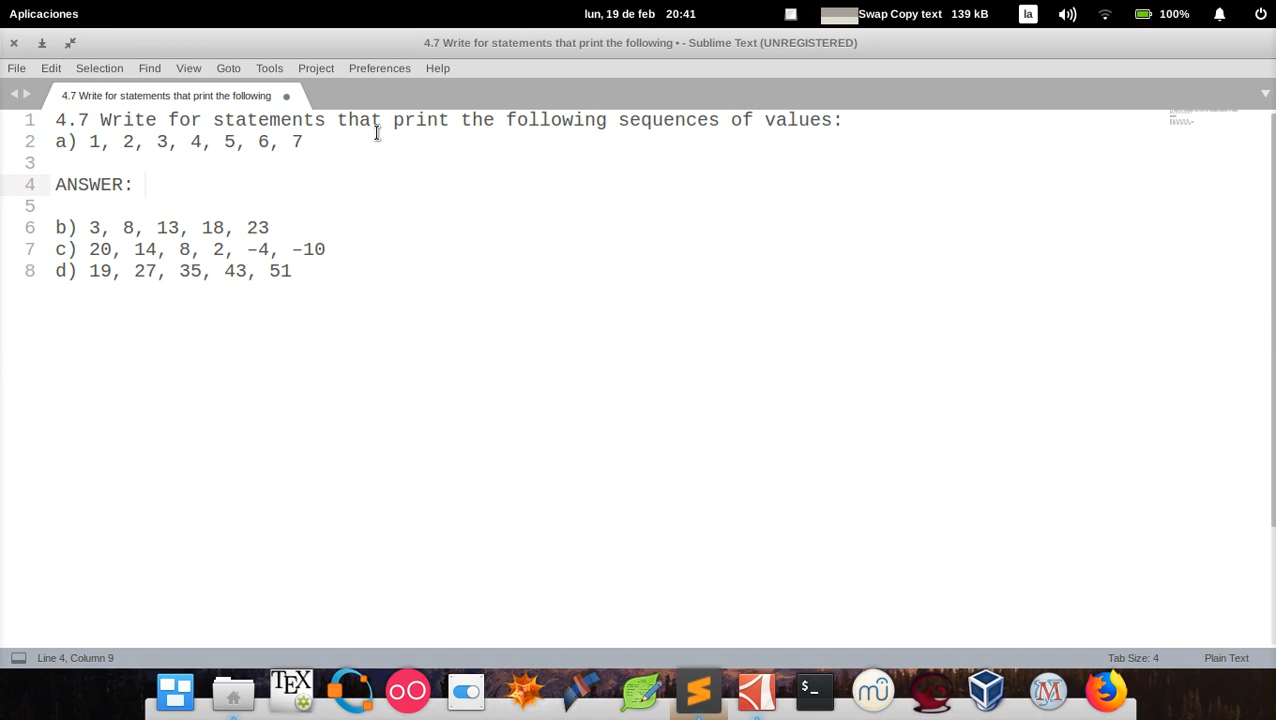 Aplicaciones lun, 19 de feb 20:41 Swap Copy text 139 kB la 100%
4.7 Write for statements that print the following • - Sublime Text (UNREGISTERED)
File Edit Selection Find View Goto Tools Project Preferences Help
4.7 Write for statements that print the following
1 4.7 Write for statements that print the following sequences of values:
2 a) 1, 2, 3, 4, 5, 6, 7
3
4 ANSWER:
5
6 b) 3, 8, 13, 18, 23
7 c) 20, 14, 8, 2, –4, –10
8 d) 19, 27, 35, 43, 51
Line 4, Column 9 Tab Size: 4 Plain Text
TEX $_ mu M